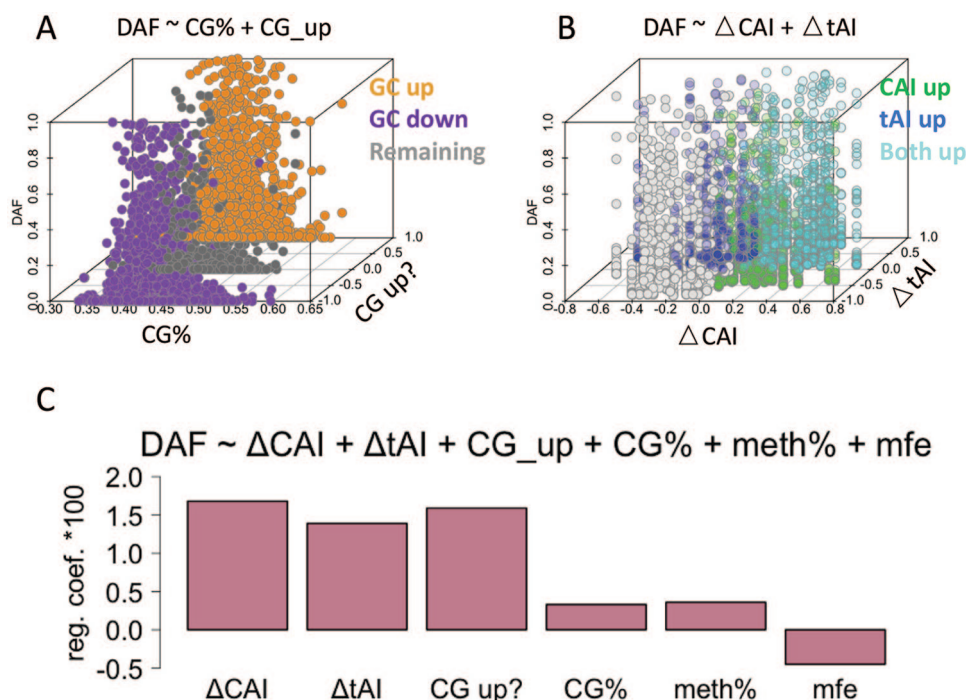 A
DAF ~ CG% + CG_up
GC up
GC down
Remaining
DAF
0.0 0.2 0.4 0.6 0.8 1.0
0.30 0.35 0.40 0.45 0.50 0.55 0.60 0.65
CG%
-1.0 -0.5 0.0 0.5 1.0
CG up?
B
DAF ~ △CAI + △tAI
CAI up
tAI up
Both up
DAF
0.0 0.2 0.4 0.6 0.8 1.0
-0.8 -0.6 -0.4 -0.2 0.0 0.2 0.4 0.6 0.8
△CAI
-1.0 -0.5 0.0 0.5 1.0
△tAI
C
DAF ~ ΔCAI + ΔtAI + CG_up + CG% + meth% + mfe
reg. coef. *100
2.0
1.5
1.0
0.5
0.0
-0.5
ΔCAI ΔtAI CG up? CG% meth% mfe